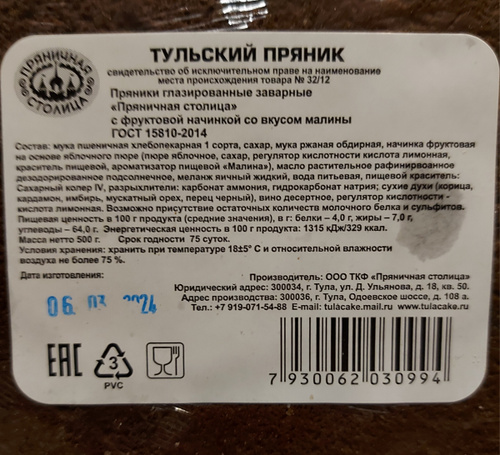 ПРЯНИЧНАЯ СТОЛИЦА
ТУЛЬСКИЙ ПРЯНИК
свидетельство об исключительном праве на наименование
места происхождения товара № 32/12
Пряники глазированные заварные
«Пряничная столица»
с фруктовой начинкой со вкусом малины
ГОСТ 15810-2014
Состав: мука пшеничная хлебопекарная 1 сорта, сахар, мука ржаная обдирная, начинка фруктовая
на основе яблочного пюре (пюре яблочное, сахар, регулятор кислотности кислота лимонная,
краситель пищевой, ароматизатор пищевой «Малина»), масло растительное рафинированное
дезодорированное подсолнечное, меланж яичный жидкий, вода питьевая, пищевой краситель:
Сахарный колер IV, разрыхлители: карбонат аммония, гидрокарбонат натрия; сухие духи (корица,
кардамон, имбирь, мускатный орех, перец черный), вино десертное, регулятор кислотности -
кислота лимонная. Возможно присутствие остаточных количеств молочного белка и сульфитов.
Пищевая ценность в 100 г продукта (средние значения), в г: белки – 4,0 г, жиры – 7,0 г,
углеводы – 64,0 г. Энергетическая ценность в 100 г продукта: 1315 кДж/329 ккал.
Масса нетто 500 г. Срок годности 75 суток.
Условия хранения: хранить при температуре 18±5° С и относительной влажности
воздуха не более 75 %.
Дата изготовления:
06 03 2024
Производитель: ООО ТКФ «Пряничная столица»
Юридический адрес: 300034, г. Тула, ул. Д. Ульянова, д. 18, кв. 50.
Адрес производства: 300036, г. Тула, Одоевское шоссе, д. 108 а.
Тел.: +7 919-071-54-88 E-mail: tulacake.mail.ru www.tulacake.ru
EAC
3
PVC
7 930062 030994